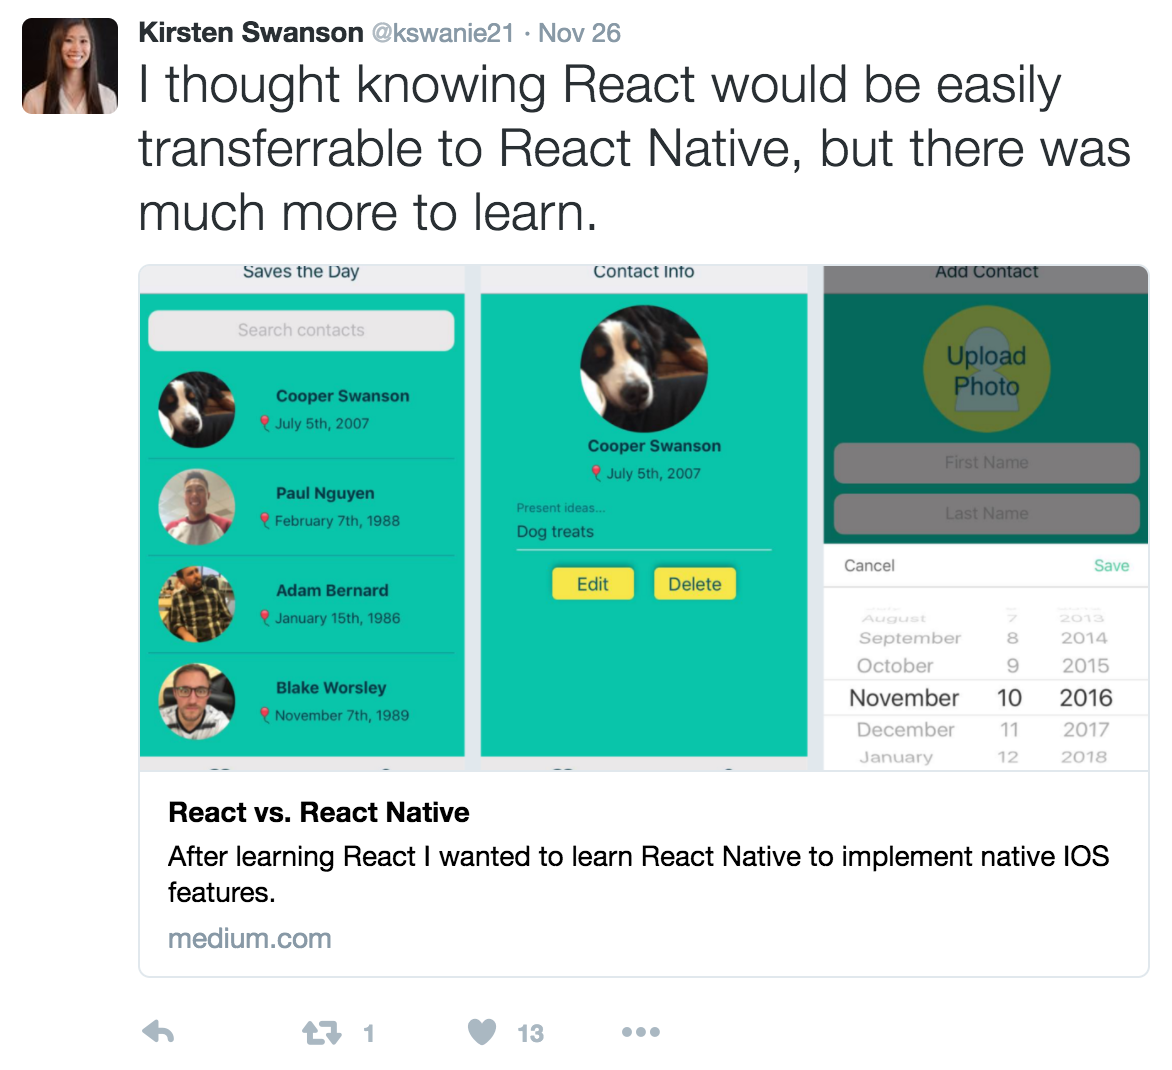 Kirsten Swanson @kswanie21 · Nov 26
I thought knowing React would be easily
transferrable to React Native, but there was
much more to learn.
Saves the Day
Search contacts
Cooper Swanson
July 5th, 2007
Paul Nguyen
February 7th, 1988
Adam Bernard
January 15th, 1986
Blake Worsley
November 7th, 1989
Contact Info
Cooper Swanson
July 5th, 2007
Present ideas...
Dog treats
Edit Delete
Add Contact
Upload
Photo
First Name
Last Name
Cancel Save
August 7 2013
September 8 2014
October 9 2015
November 10 2016
December 11 2017
January 12 2018
React vs. React Native
After learning React I wanted to learn React Native to implement native IOS
features.
medium.com
1 13